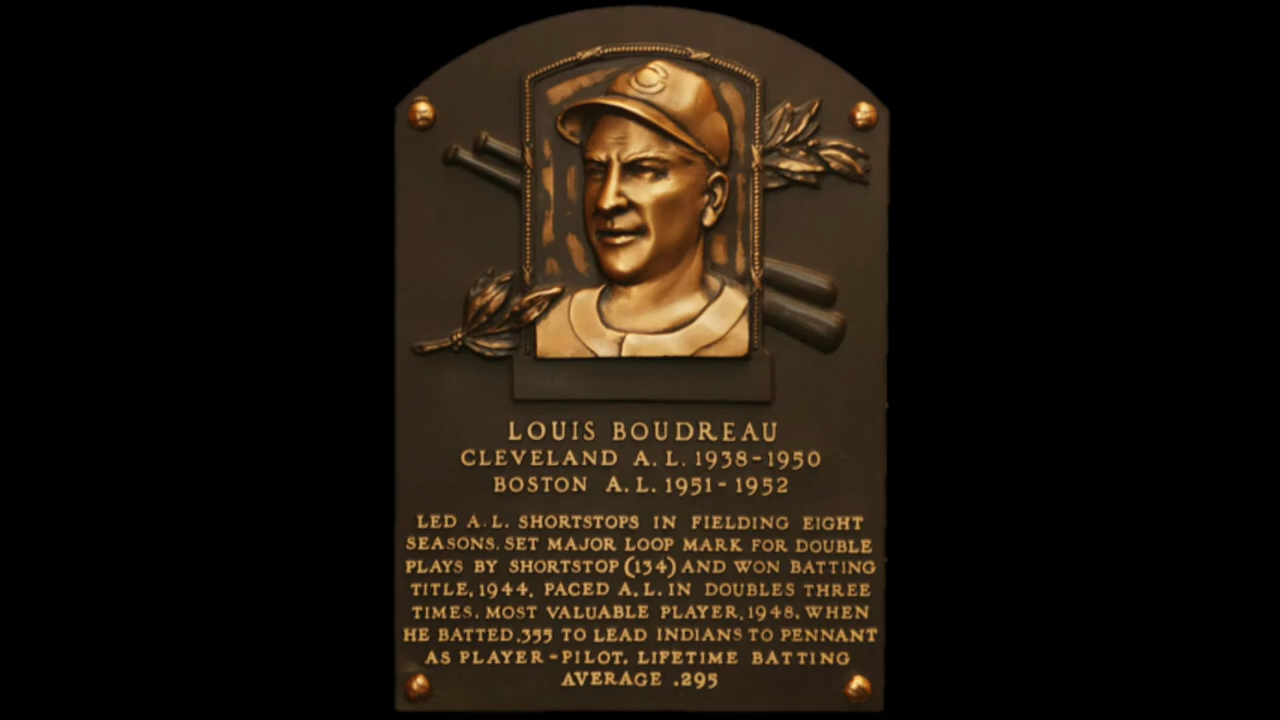 C
LOUIS BOUDREAU
CLEVELAND A.L. 1938-1950
BOSTON A.L. 1951-1952
LED A.L. SHORTSTOPS IN FIELDING EIGHT
SEASONS. SET MAJOR LOOP MARK FOR DOUBLE
PLAYS BY SHORTSTOP (134) AND WON BATTING
TITLE, 1944. PACED A.L. IN DOUBLES THREE
TIMES. MOST VALUABLE PLAYER, 1948, WHEN
HE BATTED .355 TO LEAD INDIANS TO PENNANT
AS PLAYER-PILOT. LIFETIME BATTING
AVERAGE .295